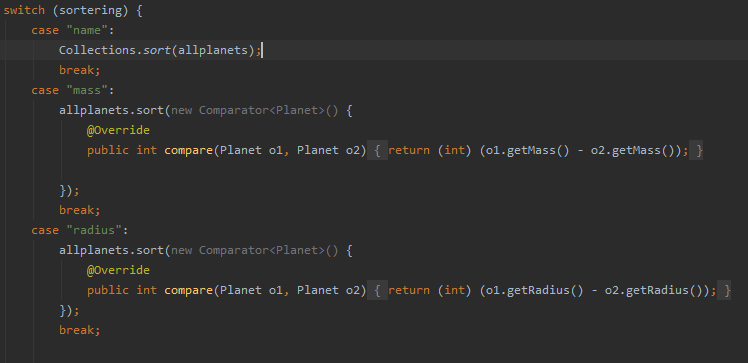 switch (sortering) {
    case "name":
        Collections.sort(allplanets);
        break;
    case "mass":
        allplanets.sort(new Comparator<Planet>() {
            @Override
            public int compare(Planet o1, Planet o2) { return (int) (o1.getMass() - o2.getMass()); }
        });
        break;
    case "radius":
        allplanets.sort(new Comparator<Planet>() {
            @Override
            public int compare(Planet o1, Planet o2) { return (int) (o1.getRadius() - o2.getRadius()); }
        });
        break;